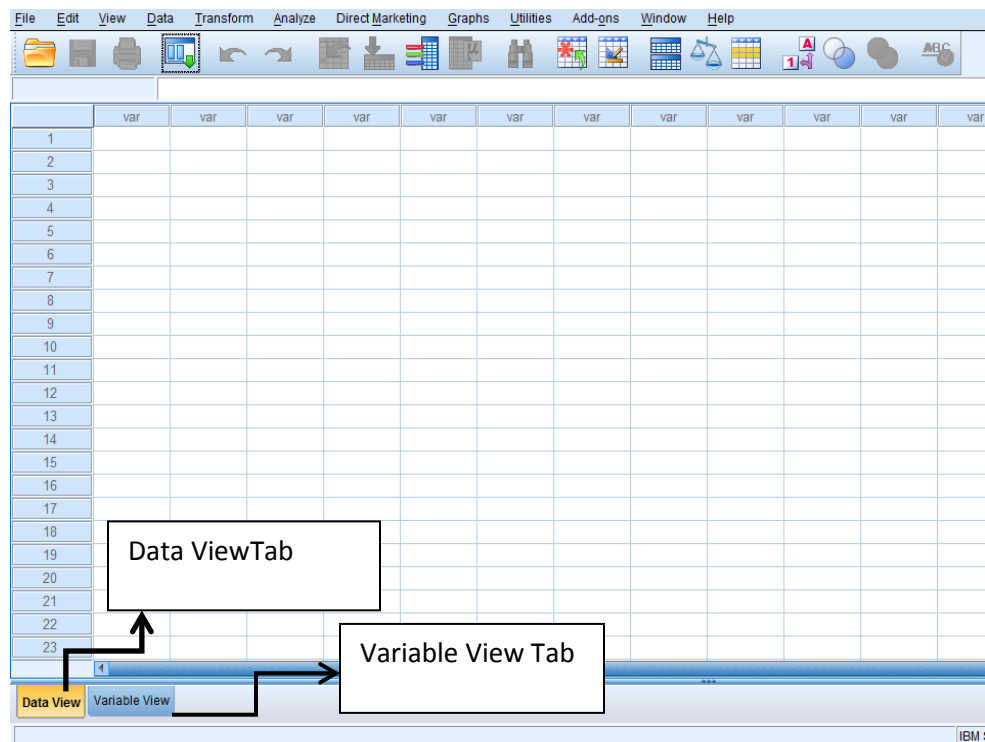 File Edit View Data Transform Analyze Direct Marketing Graphs Utilities Add-ons Window Help
A
1
μ
ABC
var var var var var var var var var var var var
1
2
3
4
5
6
7
8
9
10
11
12
13
14
15
16
17
18
19
20
21
22
23
Data ViewTab
Variable View Tab
Data View Variable View
IBM